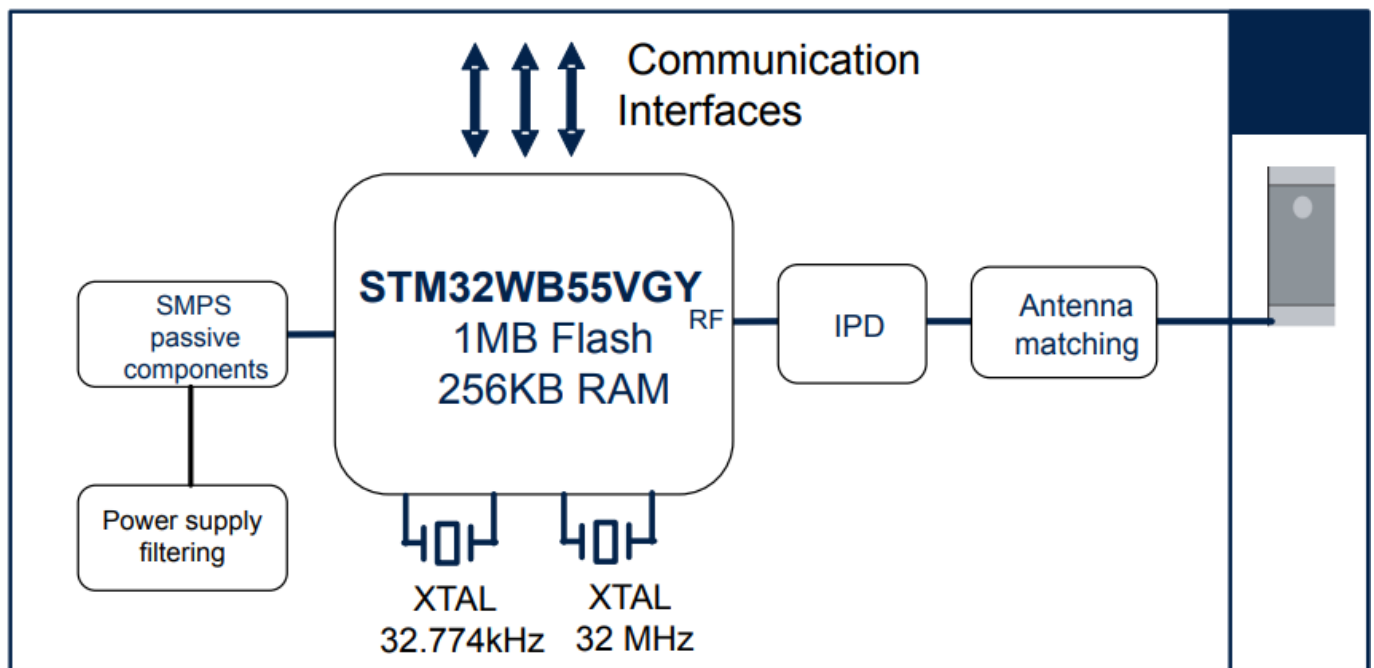 Communication
Interfaces
STM32WB55VGY
1MB Flash
256KB RAM
RF
SMPS
passive
components
IPD
Antenna
matching
Power supply
filtering
XTAL
32.774kHz
XTAL
32 MHz